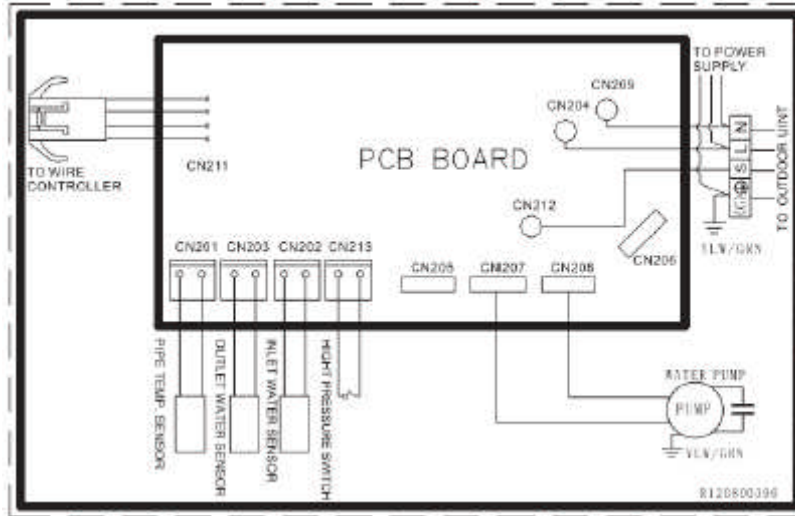 TO POWER
SUPPLY
CN209
CN204
N
L
S
TO OUTDOOR UINT
YLW/GRN
TO WIRE
CONTROLLER
CN211
PCB BOARD
CN212
CN206
CN201
CN203
CN202
CN213
CN205
CN207
CN208
PIPE TEMP. SENSOR
OUTLET WATER SENSOR
INLET WATER SENSOR
HIGHT PRESSURE SWITCH
WATER PUMP
PUMP
YLW/GRN
R120800396